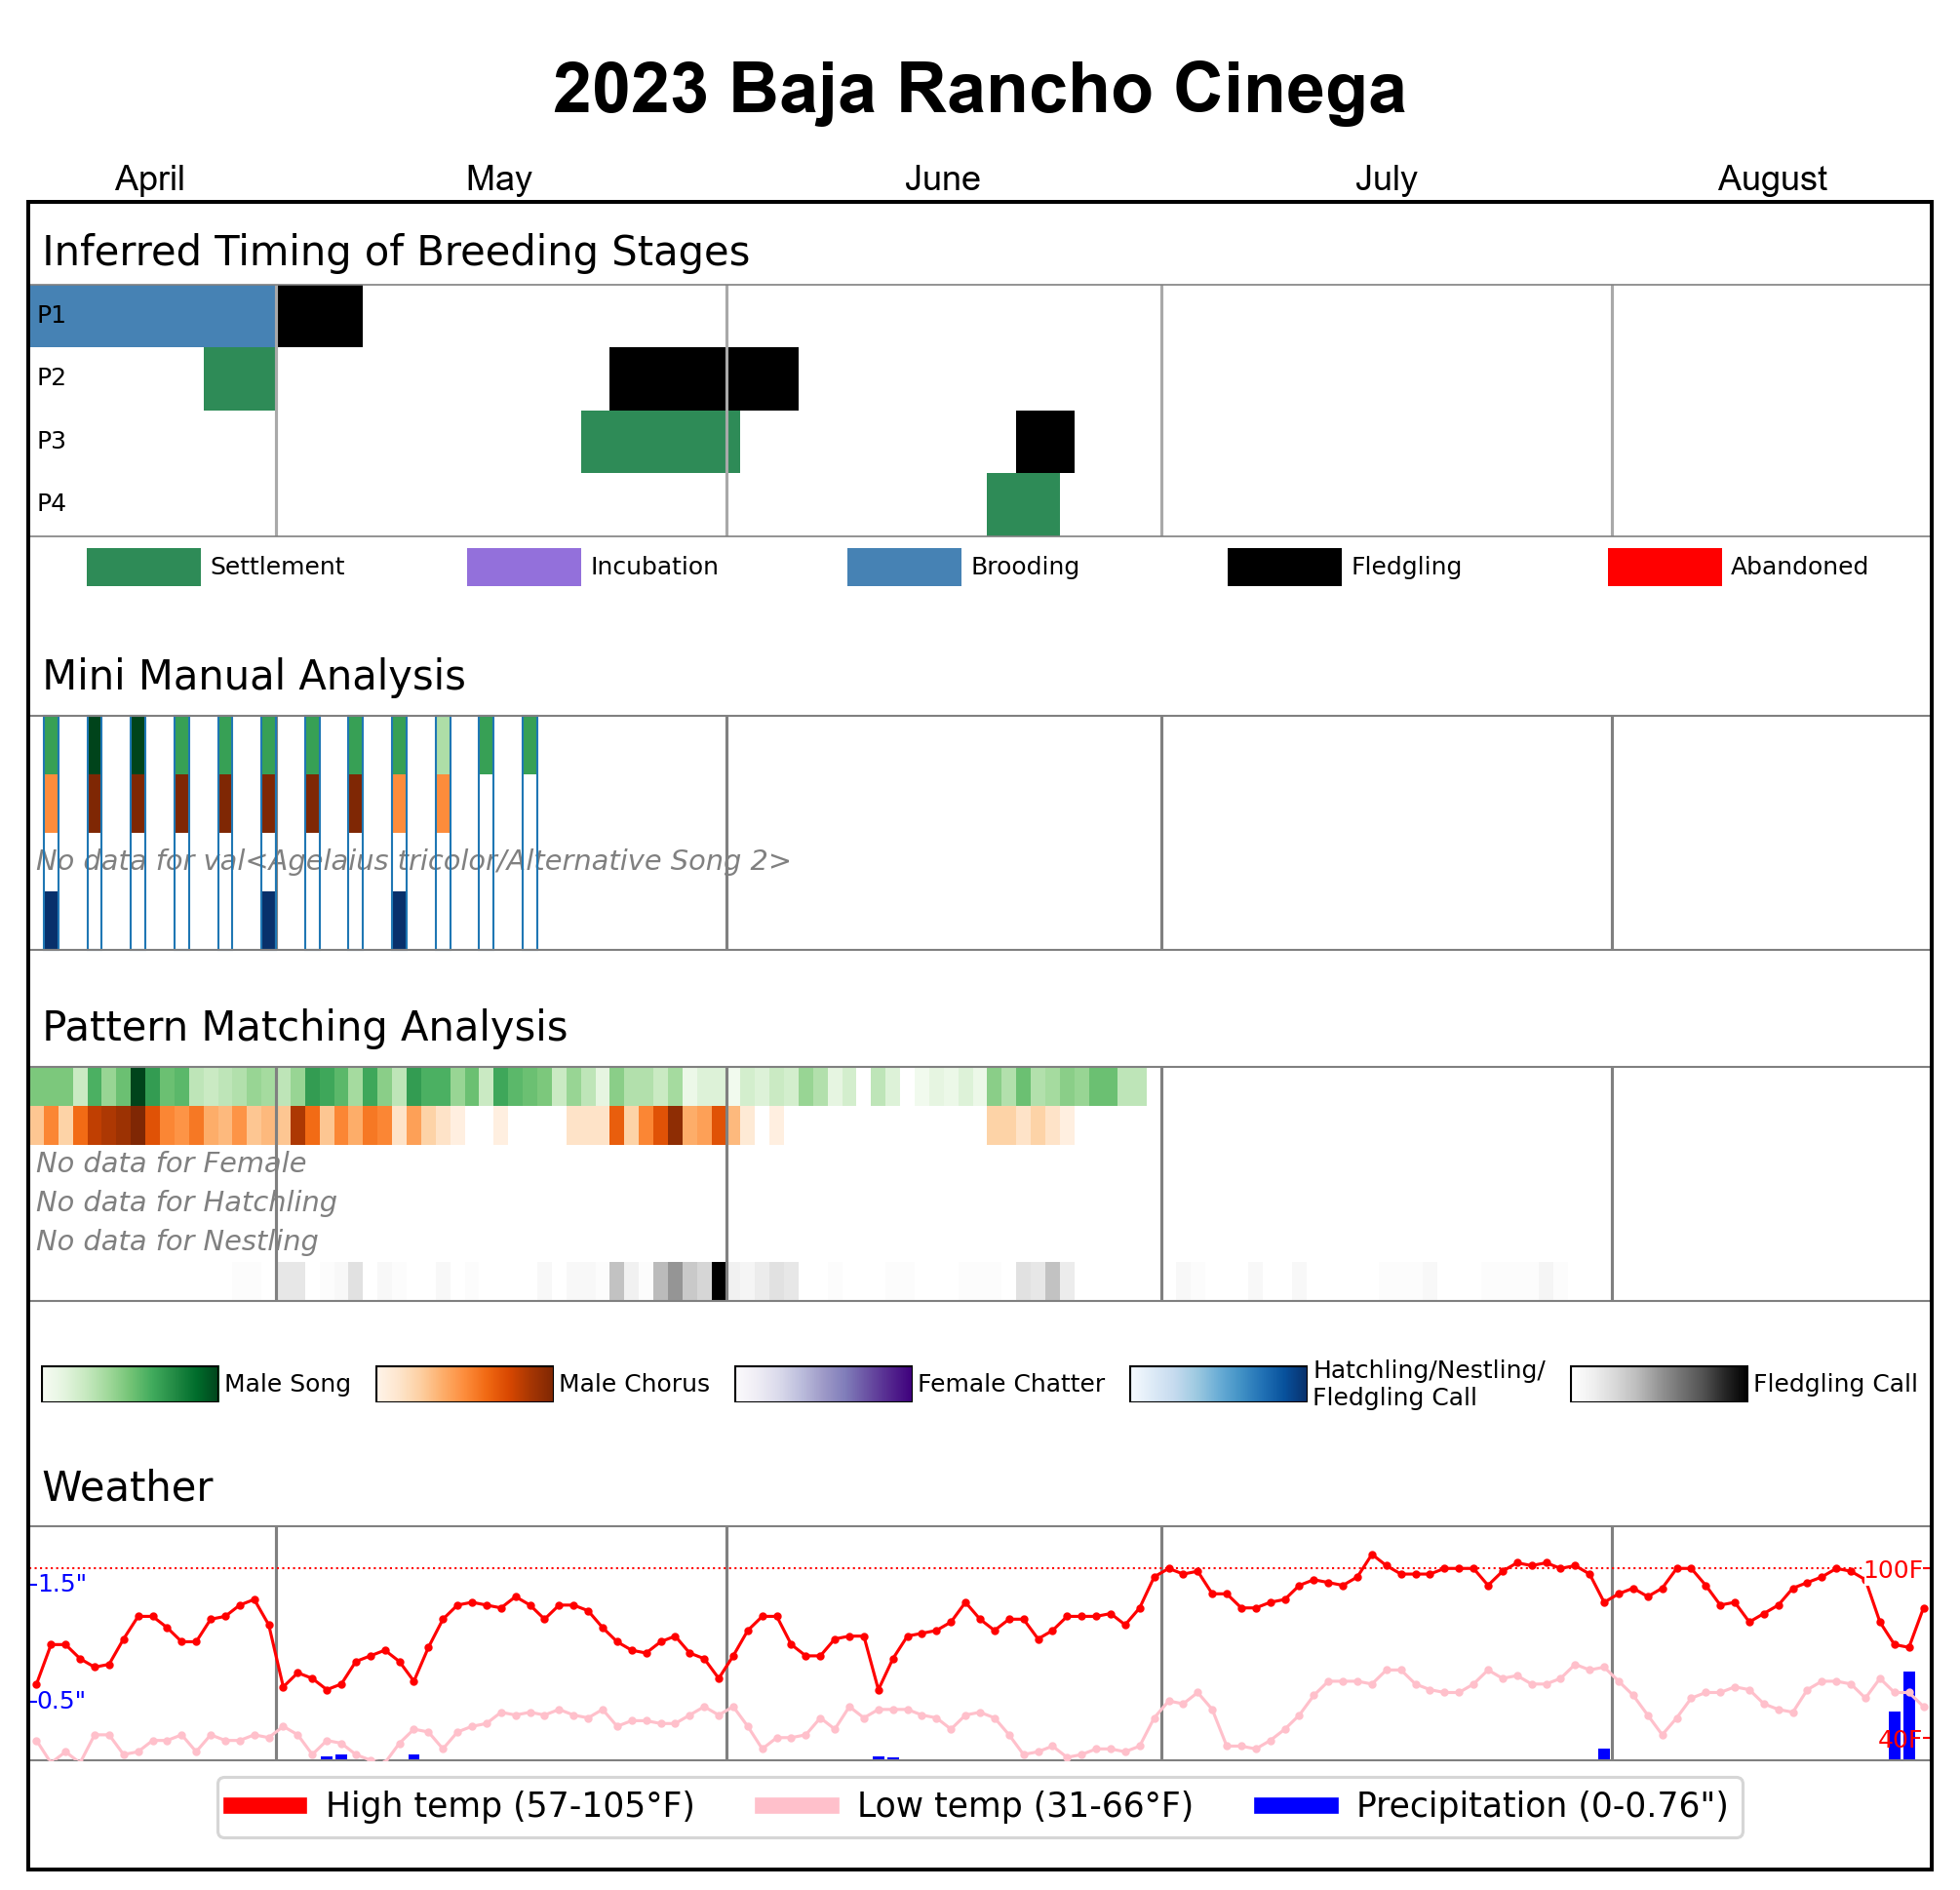 2023 Baja Rancho Cinega
April May June July August
Inferred Timing of Breeding Stages
P1
P2
P3
P4
Settlement Incubation Brooding Fledgling Abandoned
Mini Manual Analysis
No data for val<Agelaius tricolor/Alternative Song 2>
Pattern Matching Analysis
No data for Female
No data for Hatchling
No data for Nestling
Male Song Male Chorus Female Chatter Hatchling/Nestling/
Fledgling Call Fledgling Call
Weather
100F
1.5"
0.5"
40F
High temp (57-105°F) Low temp (31-66°F) Precipitation (0-0.76")